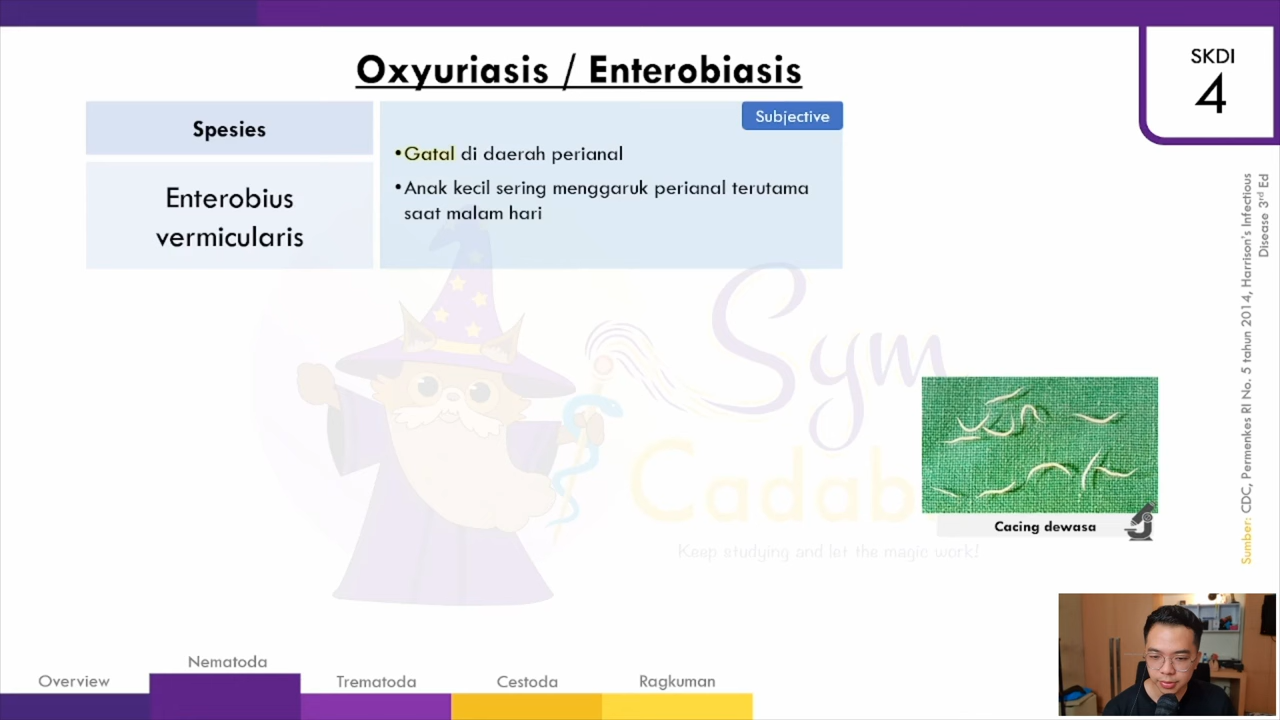 Oxyuriasis / Enterobiasis
SKDI
4
Spesies
Enterobius
vermicularis
Subjective
•Gatal di daerah perianal
•Anak kecil sering menggaruk perianal terutama
saat malam hari
Sym
Cadab
Keep studying and let the magic work!
Cacing dewasa
Sumber: CDC, Permenkes RI No. 5 tahun 2014, Harrison's Infectious
Disease 3rd Ed
Overview
Nematoda
Trematoda
Cestoda
Ragkuman